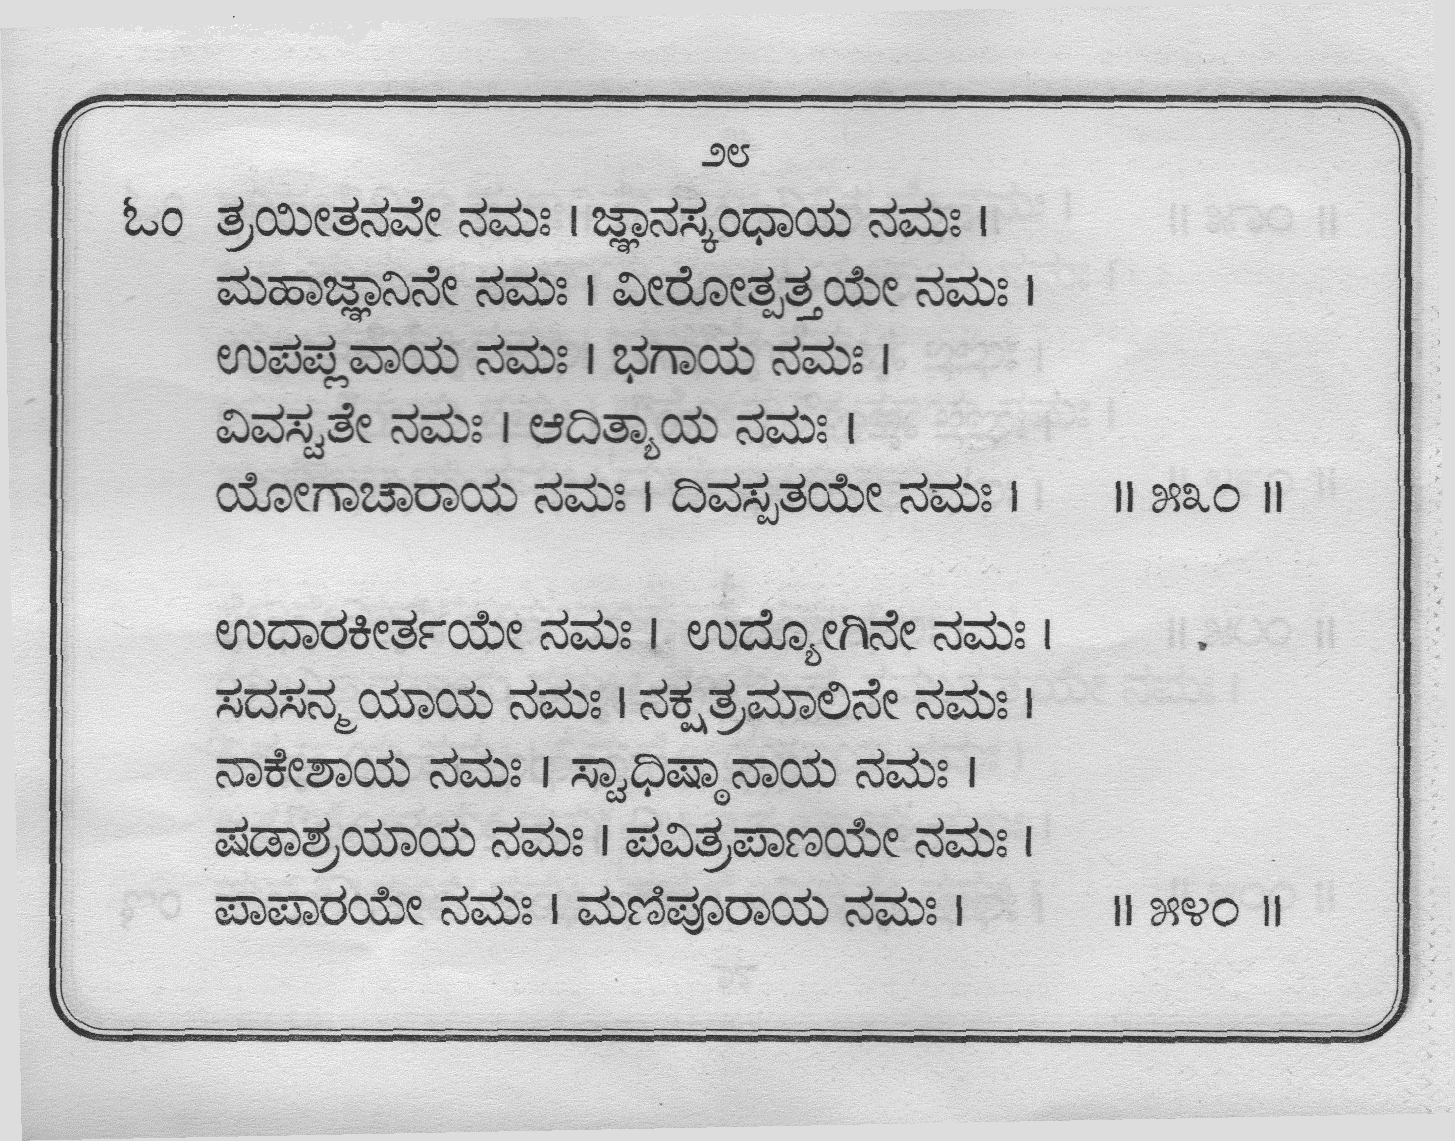 ೨೮
ಓಂ ತ್ರಯೀತನವೇ ನಮಃ । ಜ್ಞಾನಸ್ಕಂಧಾಯ ನಮಃ ।
ಮಹಾಜ್ಞಾನಿನೇ ನಮಃ । ವೀರೋತ್ಪತ್ತಯೇ ನಮಃ ।
ಉಪಪ್ಲವಾಯ ನಮಃ । ಭಗಾಯ ನಮಃ ।
ವಿವಸ್ವತೇ ನಮಃ । ಆದಿತ್ಯಾಯ ನಮಃ ।
ಯೋಗಾಚಾರಾಯ ನಮಃ । ದಿವಸ್ಪತಯೇ ನಮಃ । ॥ ೫೩೦ ॥
ಉದಾರಕೀರ್ತಯೇ ನಮಃ । ಉದ್ಯೋಗಿನೇ ನಮಃ ।
ಸದಸನ್ಮಯಾಯ ನಮಃ । ನಕ್ಷತ್ರಮಾಲಿನೇ ನಮಃ ।
ನಾಕೇಶಾಯ ನಮಃ । ಸ್ವಾಧಿಷ್ಠಾನಾಯ ನಮಃ ।
ಷಡಾಶ್ರಯಾಯ ನಮಃ । ಪವಿತ್ರಪಾಣಯೇ ನಮಃ ।
ಪಾಪಾರಯೇ ನಮಃ । ಮಣಿಪೂರಾಯ ನಮಃ । ॥ ೫೪೦ ॥